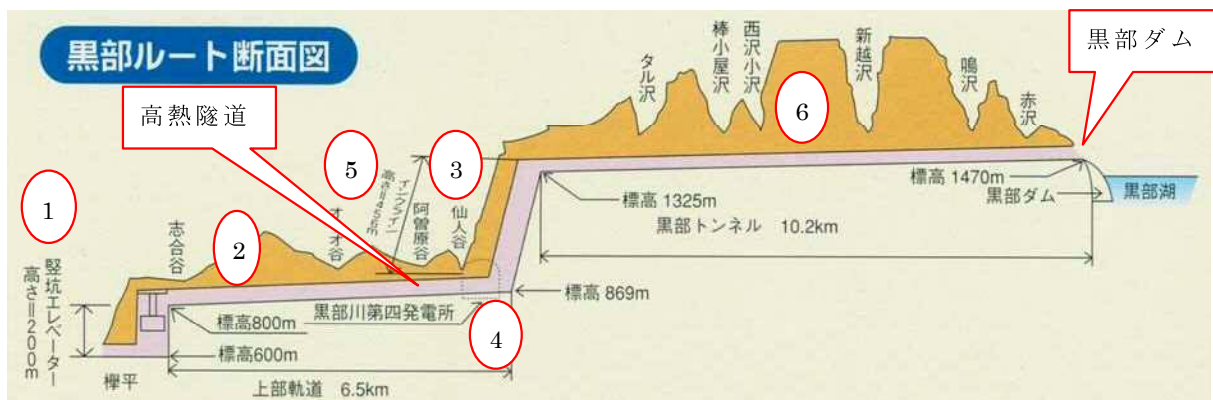 黒部ルート断面図
高熱隧道
黒部ダム
タル沢
棒小屋沢
西沢小沢
新越沢
鳴沢
赤沢
1
2
3
4
5
6
志合谷
阿曽原谷
仙人谷
インクライン
高さ=456m
竪坑エレベーター
高さ=200m
欅平
標高800m
標高600m
上部軌道 6.5km
黒部川第四発電所
標高 869m
標高 1325m
黒部トンネル 10.2km
標高 1470m
黒部ダム
黒部湖